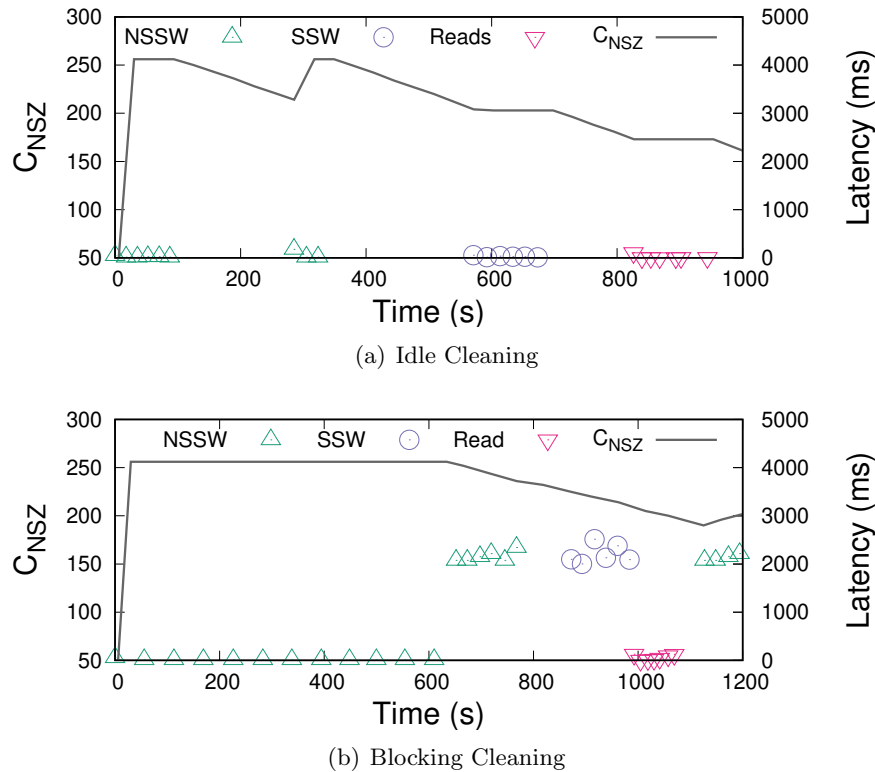 300 5000
NSSW SSW Reads C_NSZ
250 4000
200 3000
C_NSZ Latency (ms)
150 2000
100 1000
50 0
0 200 400 600 800 1000
Time (s)
(a) Idle Cleaning
300 5000
NSSW SSW Read C_NSZ
250 4000
200 3000
C_NSZ Latency (ms)
150 2000
100 1000
50 0
0 200 400 600 800 1000 1200
Time (s)
(b) Blocking Cleaning